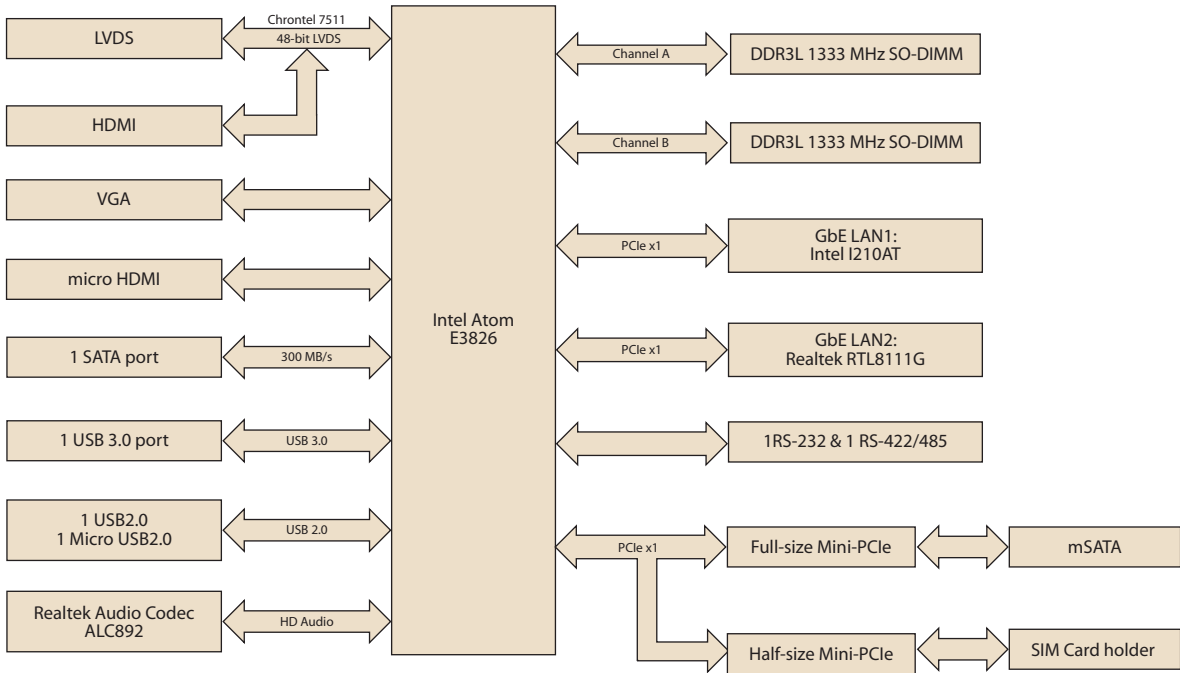 Chrontel 7511
LVDS
48-bit LVDS
HDMI
VGA
micro HDMI
1 SATA port
300 MB/s
1 USB 3.0 port
USB 3.0
1 USB2.0
1 Micro USB2.0
USB 2.0
Realtek Audio Codec
ALC892
HD Audio
Intel Atom
E3826
Channel A
DDR3L 1333 MHz SO-DIMM
Channel B
DDR3L 1333 MHz SO-DIMM
PCIe x1
GbE LAN1:
Intel I210AT
PCIe x1
GbE LAN2:
Realtek RTL8111G
1RS-232 & 1 RS-422/485
PCIe x1
Full-size Mini-PCIe
mSATA
Half-size Mini-PCIe
SIM Card holder